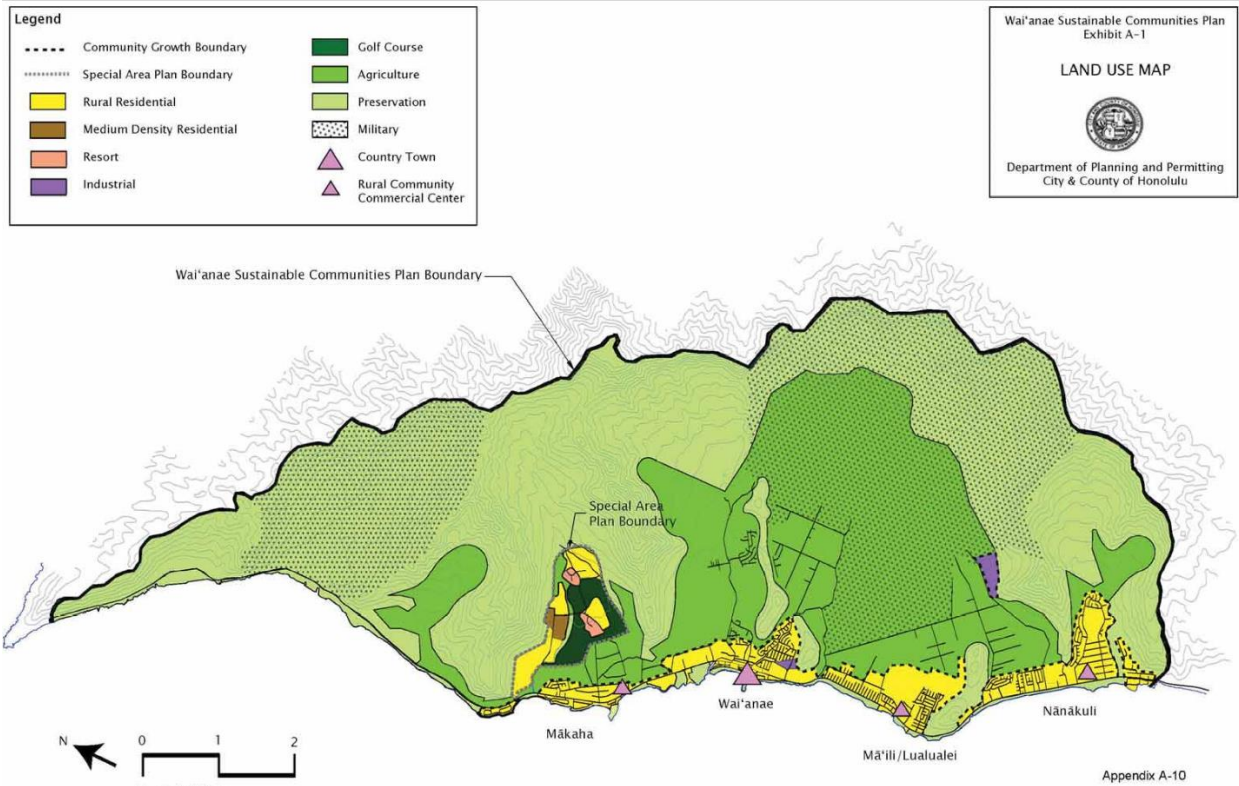 Legend
Community Growth Boundary
Special Area Plan Boundary
Rural Residential
Medium Density Residential
Resort
Industrial
Golf Course
Agriculture
Preservation
Military
Country Town
Rural Community
Commercial Center
Wai‘anae Sustainable Communities Plan
Exhibit A-1
LAND USE MAP
Department of Planning and Permitting
City & County of Honolulu
Wai‘anae Sustainable Communities Plan Boundary
Special Area
Plan Boundary
Mākaha
Wai‘anae
Mā‘ili/Lualualei
Nānākuli
N
0 1 2
Appendix A-10